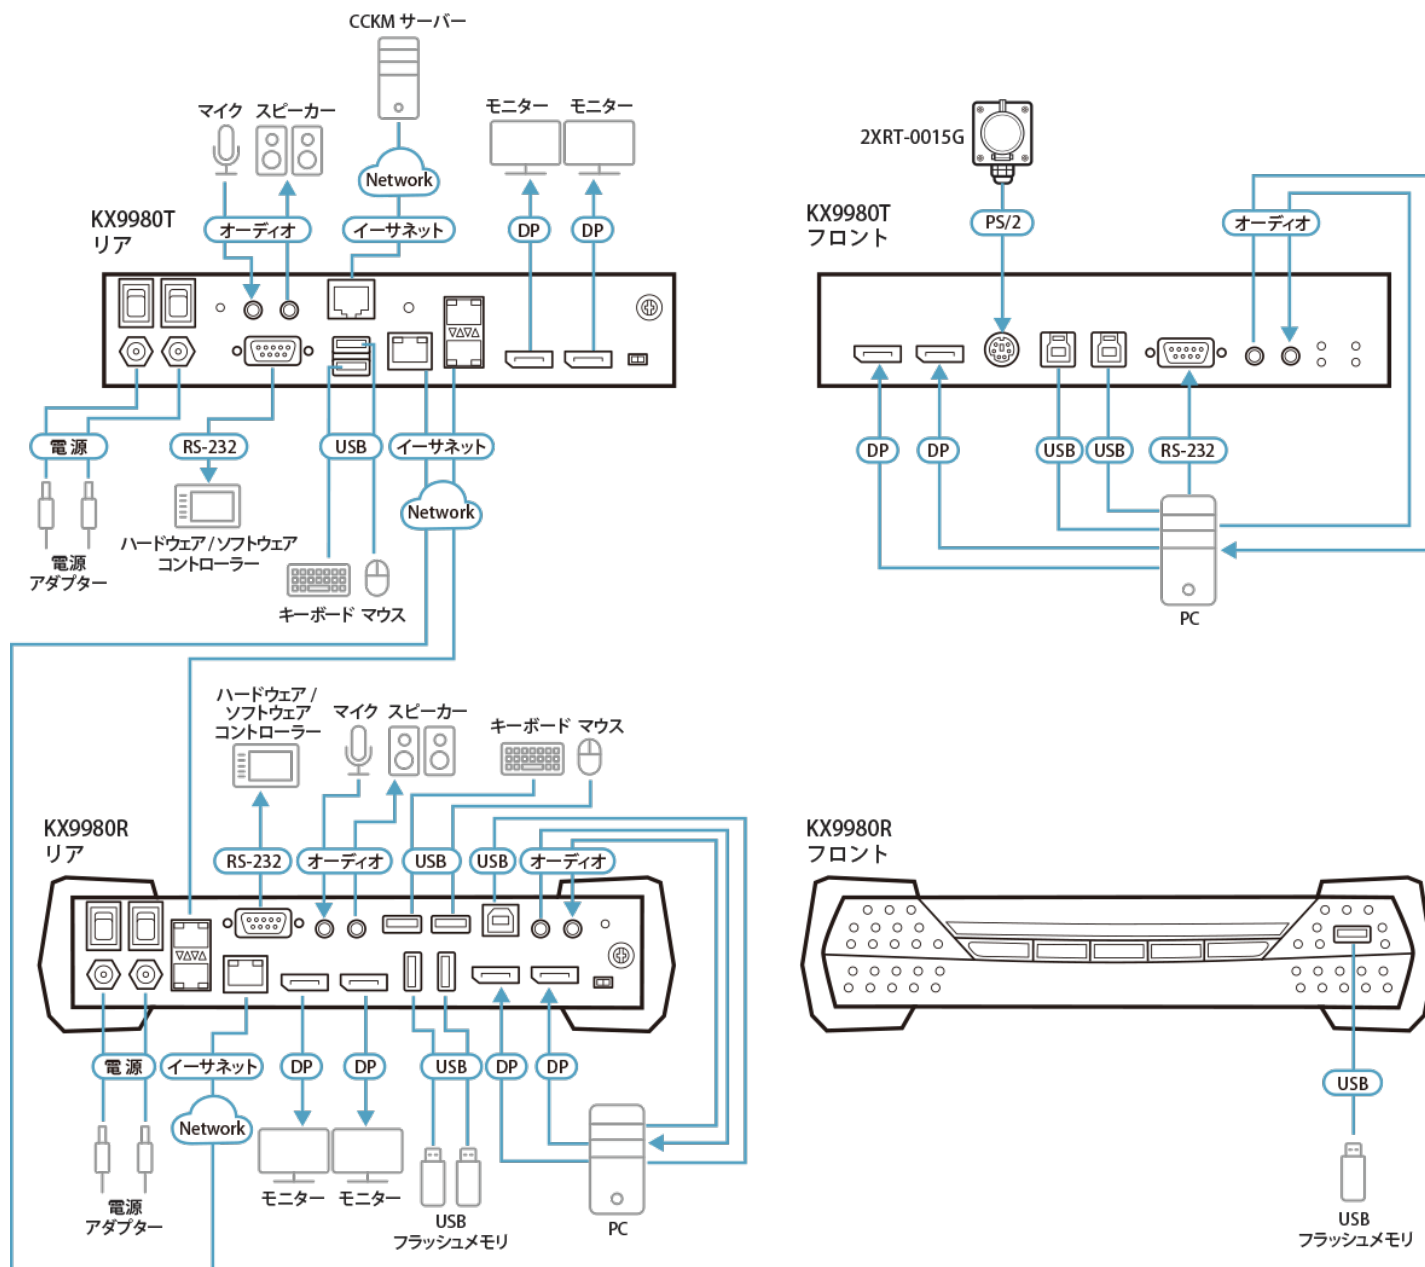 CCKM サーバー
マイク スピーカー
モニター モニター
Network
KX9980T
リア
オーディオ
イーサネット
DP
DP
電源
RS-232
USB
イーサネット
Network
電源
アダプター
ハードウェア / ソフトウェア
コントローラー
キーボード マウス
2XRT-0015G
KX9980T
フロント
PS/2
オーディオ
DP
DP
USB
USB
RS-232
PC
ハードウェア /
ソフトウェア
コントローラー
マイク スピーカー
キーボード マウス
KX9980R
リア
RS-232
オーディオ
USB
USB
オーディオ
電源
イーサネット
DP
DP
USB
DP
DP
Network
電源
アダプター
モニター モニター
USB
フラッシュメモリ
PC
KX9980R
フロント
USB
USB
フラッシュメモリ